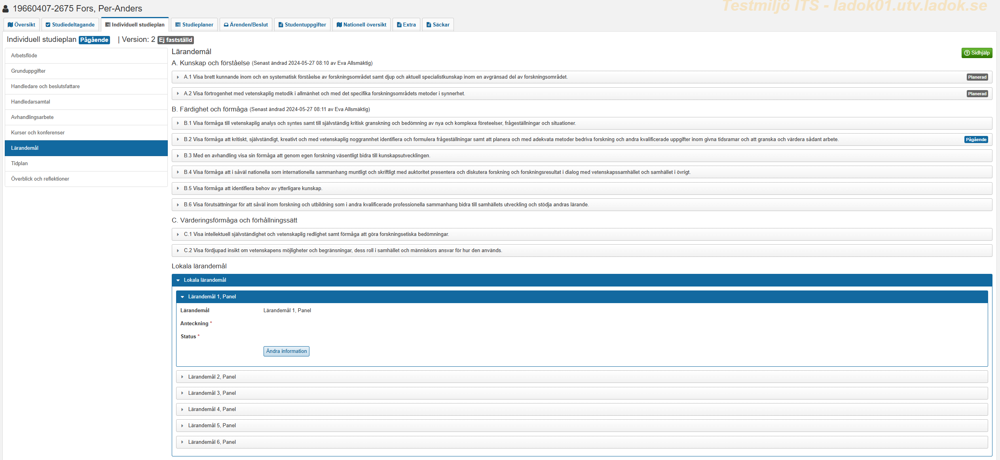 Testmiljö ITS - ladok01.utv.ladok.se
19660407-2675 Fors, Per-Anders
Översikt
Studiedeltagande
Individuell studieplan
Studieplaner
Ärenden/Beslut
Studentuppgifter
Nationell översikt
Extra
Säckar
Individuell studieplan Pågående | Version: 2 Ej fastställd
Arbetsflöde
Grunduppgifter
Handledare och beslutsfattare
Handledarsamtal
Avhandlingsarbete
Kurser och konferenser
Lärandemål
Tidplan
Överblick och reflektioner
Lärandemål
Sidhjälp
A. Kunskap och förståelse (Senast ändrad 2024-05-27 08:10 av Eva Allsmäktig)
A.1 Visa brett kunnande inom och en systematisk förståelse av forskningsområdet samt djup och aktuell specialistkunskap inom en avgränsad del av forskningsområdet. Planerad
A.2 Visa förtrogenhet med vetenskaplig metodik i allmänhet och med det specifika forskningsområdets metoder i synnerhet. Planerad
B. Färdighet och förmåga (Senast ändrad 2024-05-27 08:11 av Eva Allsmäktig)
B.1 Visa förmåga till vetenskaplig analys och syntes samt till självständig kritisk granskning och bedömning av nya och komplexa företeelser, frågeställningar och situationer.
B.2 Visa förmåga att kritiskt, självständigt, kreativt och med vetenskaplig noggrannhet identifiera och formulera frågeställningar samt att planera och med adekvata metoder bedriva forskning och andra kvalificerade uppgifter inom givna tidsramar och att granska och värdera sådant arbete. Pågående
B.3 Med en avhandling visa sin förmåga att genom egen forskning väsentligt bidra till kunskapsutvecklingen.
B.4 Visa förmåga att i såväl nationella som internationella sammanhang muntligt och skriftligt med auktoritet presentera och diskutera forskning och forskningsresultat i dialog med vetenskapssamhället och samhället i övrigt.
B.5 Visa förmåga att identifiera behov av ytterligare kunskap.
B.6 Visa förutsättningar för att såväl inom forskning och utbildning som i andra kvalificerade professionella sammanhang bidra till samhällets utveckling och stödja andras lärande.
C. Värderingsförmåga och förhållningssätt
C.1 Visa intellektuell självständighet och vetenskaplig redlighet samt förmåga att göra forskningsetiska bedömningar.
C.2 Visa fördjupad insikt om vetenskapens möjligheter och begränsningar, dess roll i samhället och människors ansvar för hur den används.
Lokala lärandemål
Lokala lärandemål
Lärandemål 1, Panel
Lärandemål Lärandemål 1, Panel
Anteckning *
Status *
Ändra information
Lärandemål 2, Panel
Lärandemål 3, Panel
Lärandemål 4, Panel
Lärandemål 5, Panel
Lärandemål 6, Panel